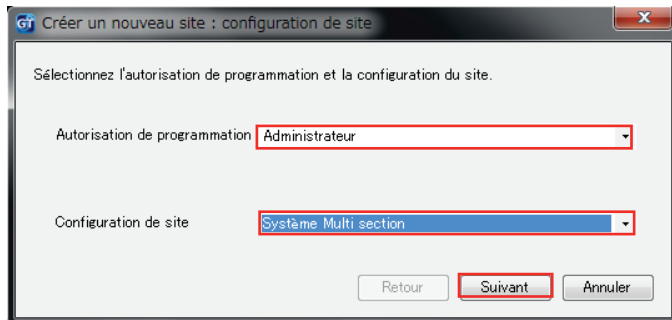 GT Créer un nouveau site : configuration de site
Sélectionnez l'autorisation de programmation et la configuration du site.
Autorisation de programmation Administrateur
Configuration de site Système Multi section
Retour Suivant Annuler